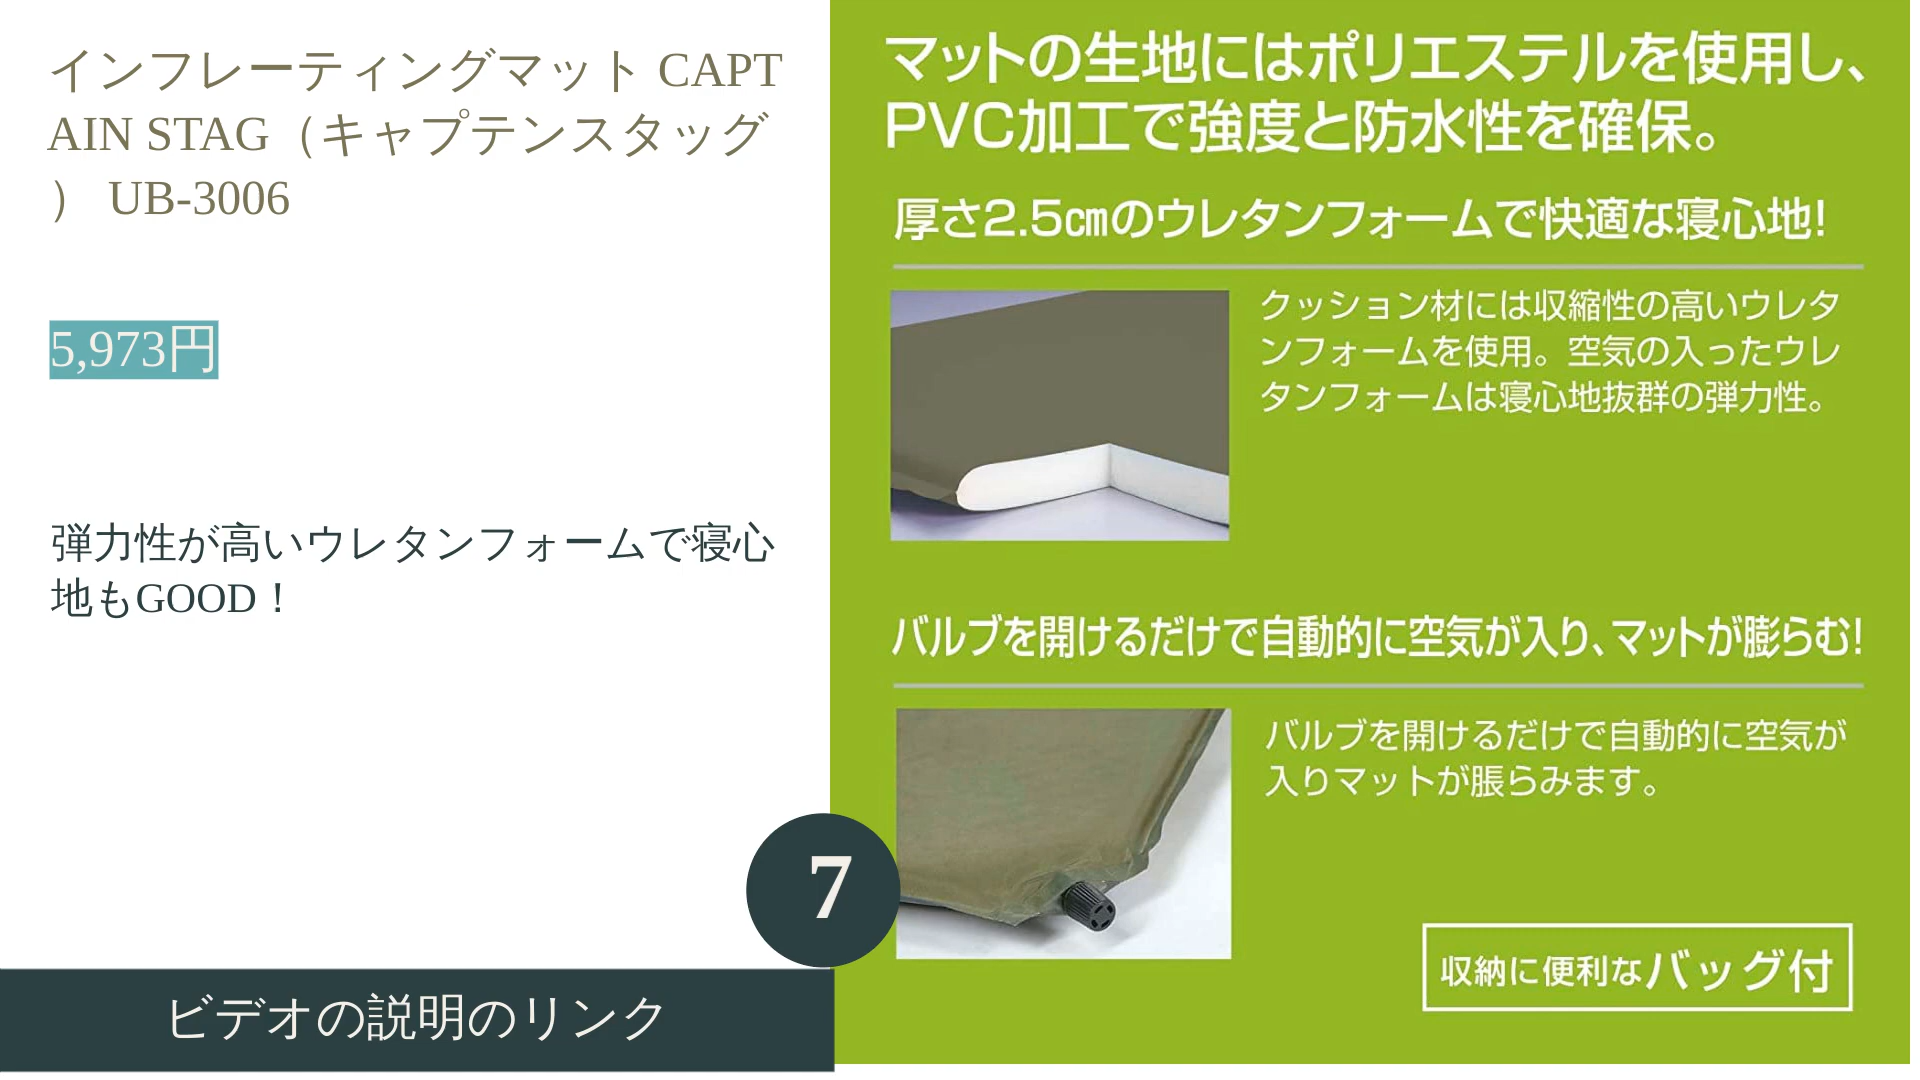 インフレーティングマット CAPT
AIN STAG（キャプテンスタッグ
） UB-3006
5,973円
弾力性が高いウレタンフォームで寝心
地もGOOD！
7
ビデオの説明のリンク
マットの生地にはポリエステルを使用し、
PVC加工で強度と防水性を確保。
厚さ2.5㎝のウレタンフォームで快適な寝心地!
クッション材には収縮性の高いウレタ
ンフォームを使用。空気の入ったウレ
タンフォームは寝心地抜群の弾力性。
バルブを開けるだけで自動的に空気が入り、マットが膨らむ!
バルブを開けるだけで自動的に空気が
入りマットが脹らみます。
収納に便利なバッグ付